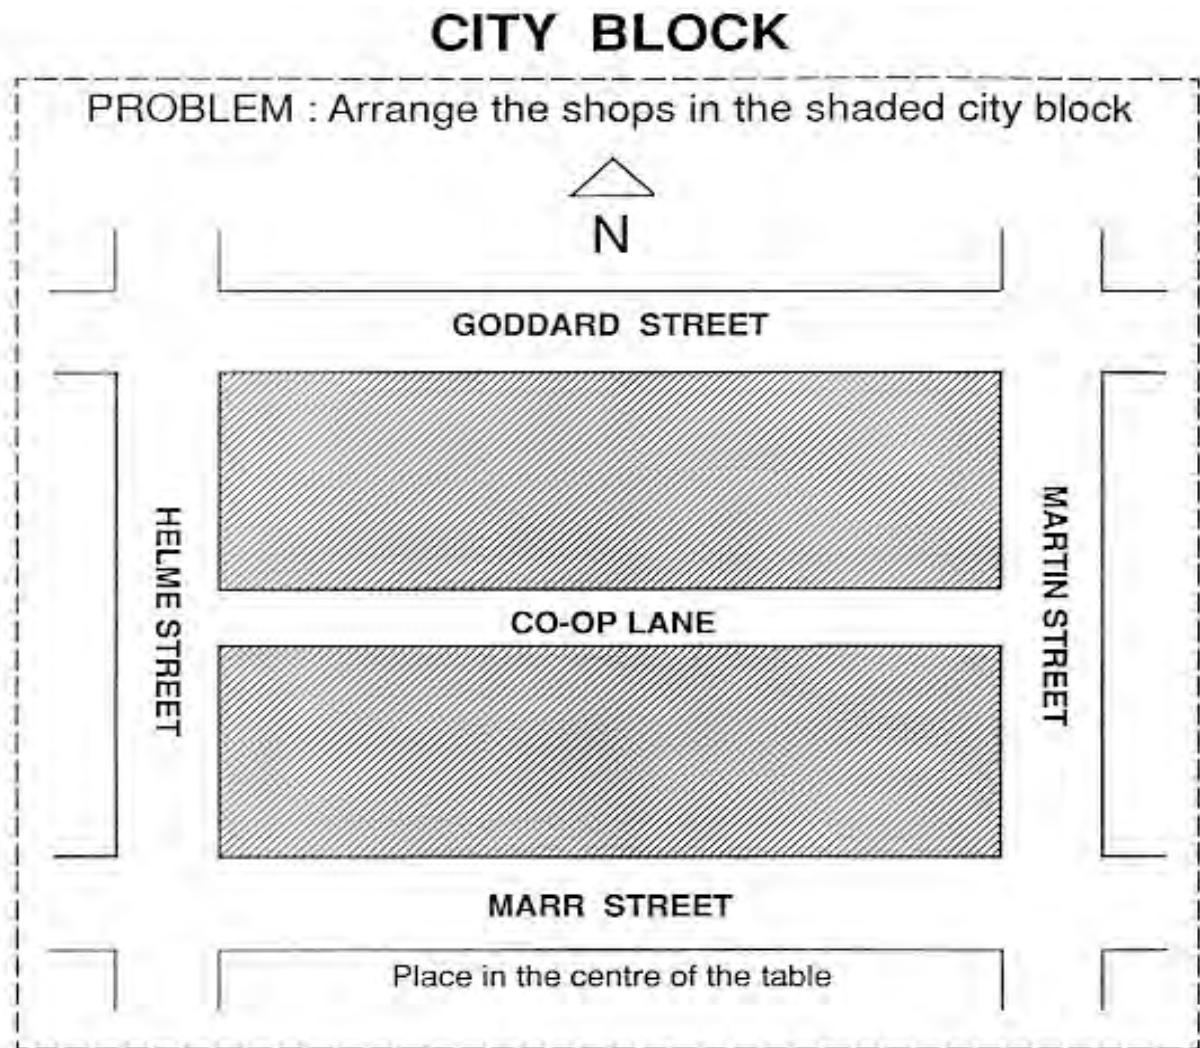 CITY BLOCK
PROBLEM : Arrange the shops in the shaded city block
N
GODDARD STREET
HELME STREET
MARTIN STREET
CO-OP LANE
MARR STREET
Place in the centre of the table